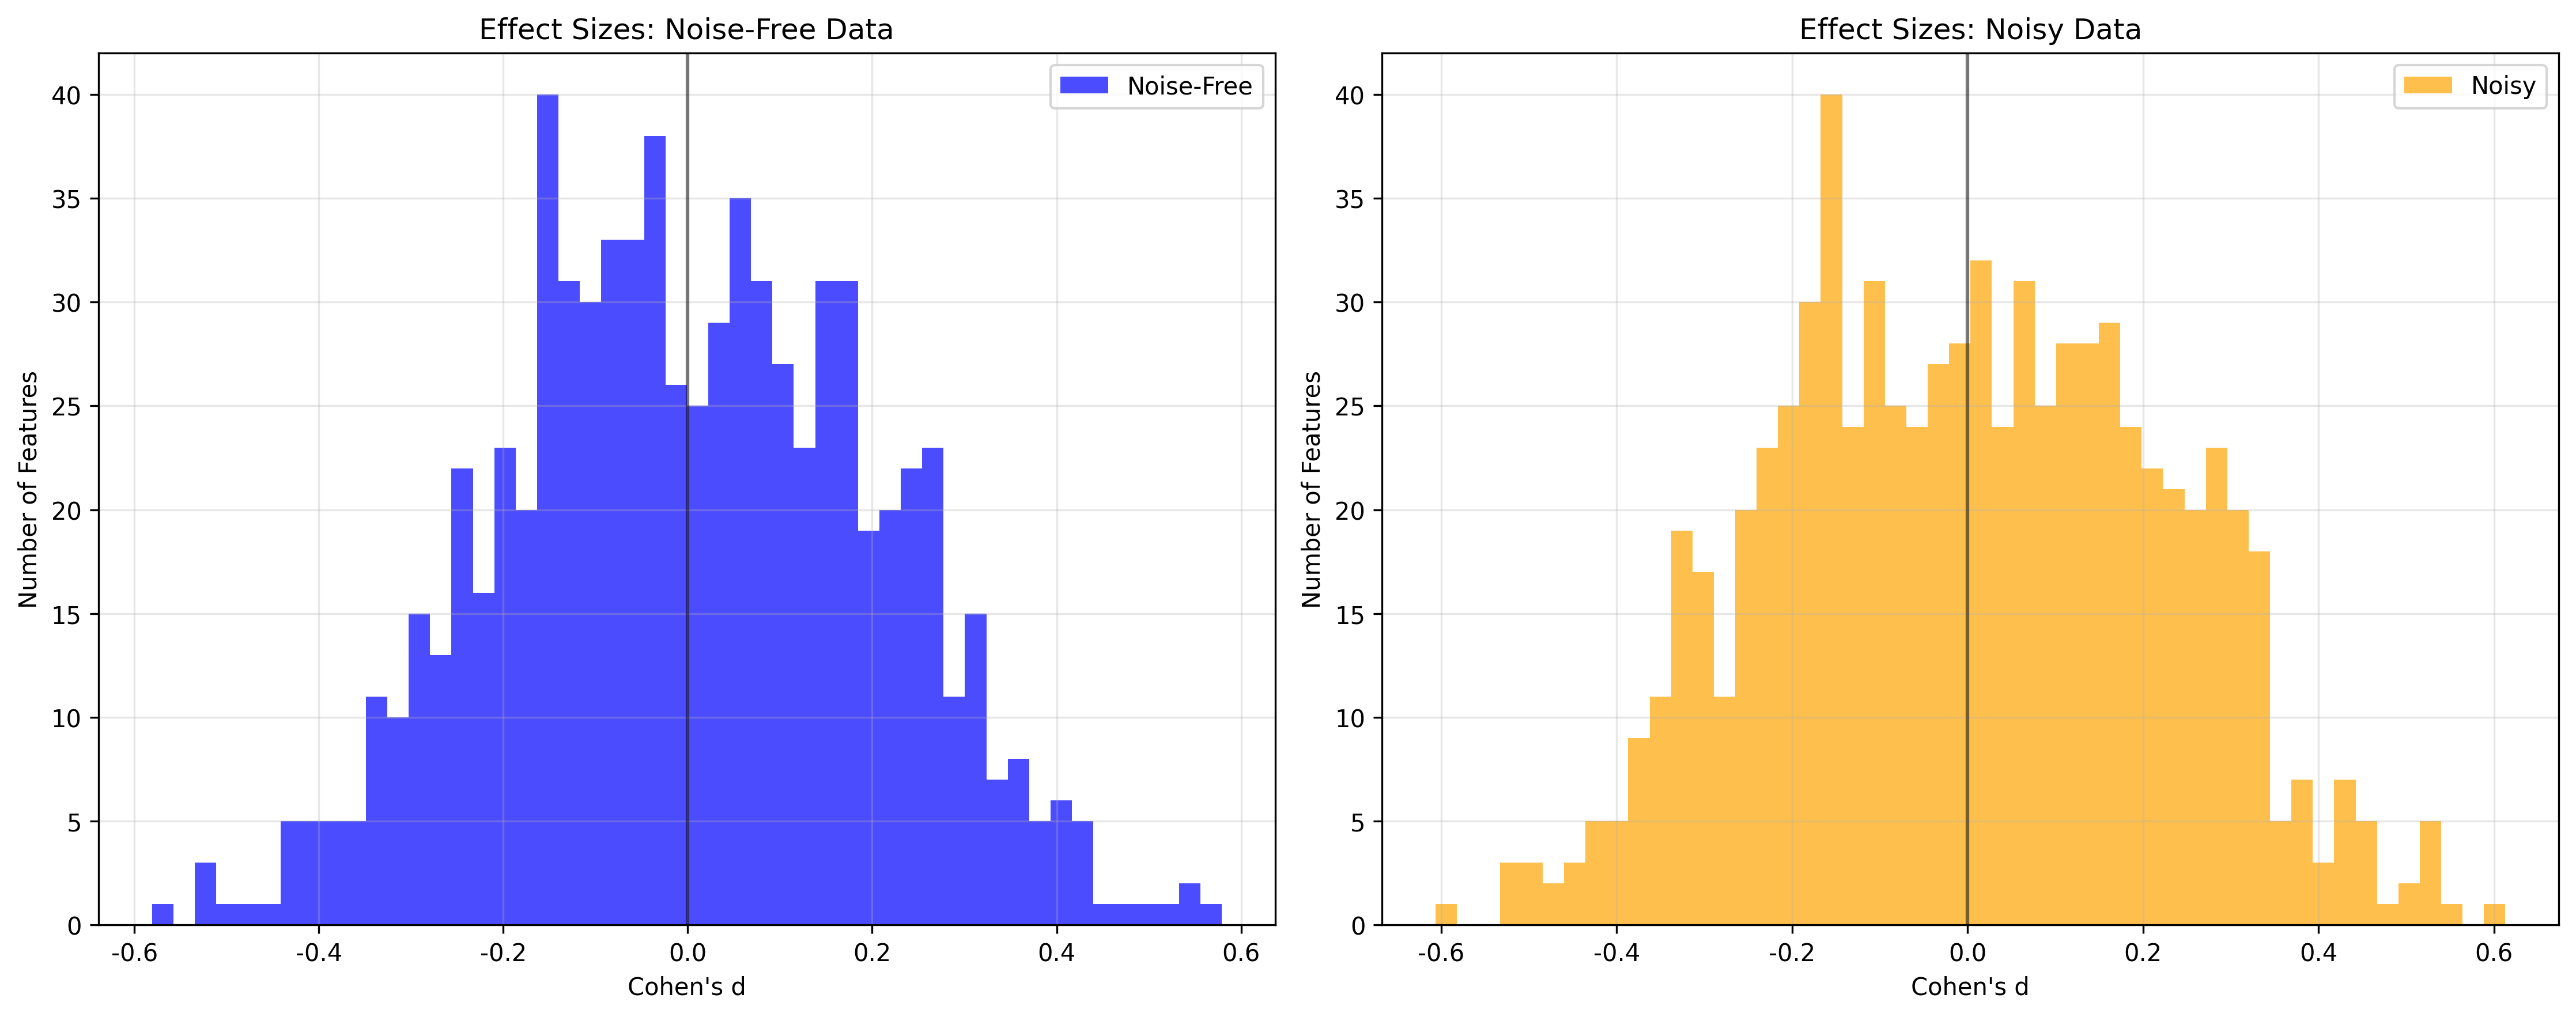 Effect Sizes: Noise-Free Data
Noise-Free
40
35
30
25
20
15
10
5
0
Number of Features
-0.6 -0.4 -0.2 0.0 0.2 0.4 0.6
Cohen's d
Effect Sizes: Noisy Data
Noisy
40
35
30
25
20
15
10
5
0
Number of Features
-0.6 -0.4 -0.2 0.0 0.2 0.4 0.6
Cohen's d